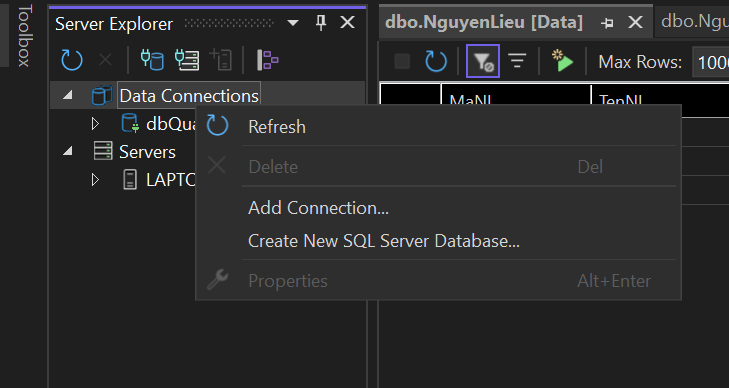 Toolbox
Server Explorer
dbo.NguyenLieu [Data]
dbo.Ngu
Max Rows:
1000
Data Connections
MaNL
TenNL
dbQua
Refresh
Servers
Delete Del
LAPTO
Add Connection...
Create New SQL Server Database...
Properties Alt+Enter